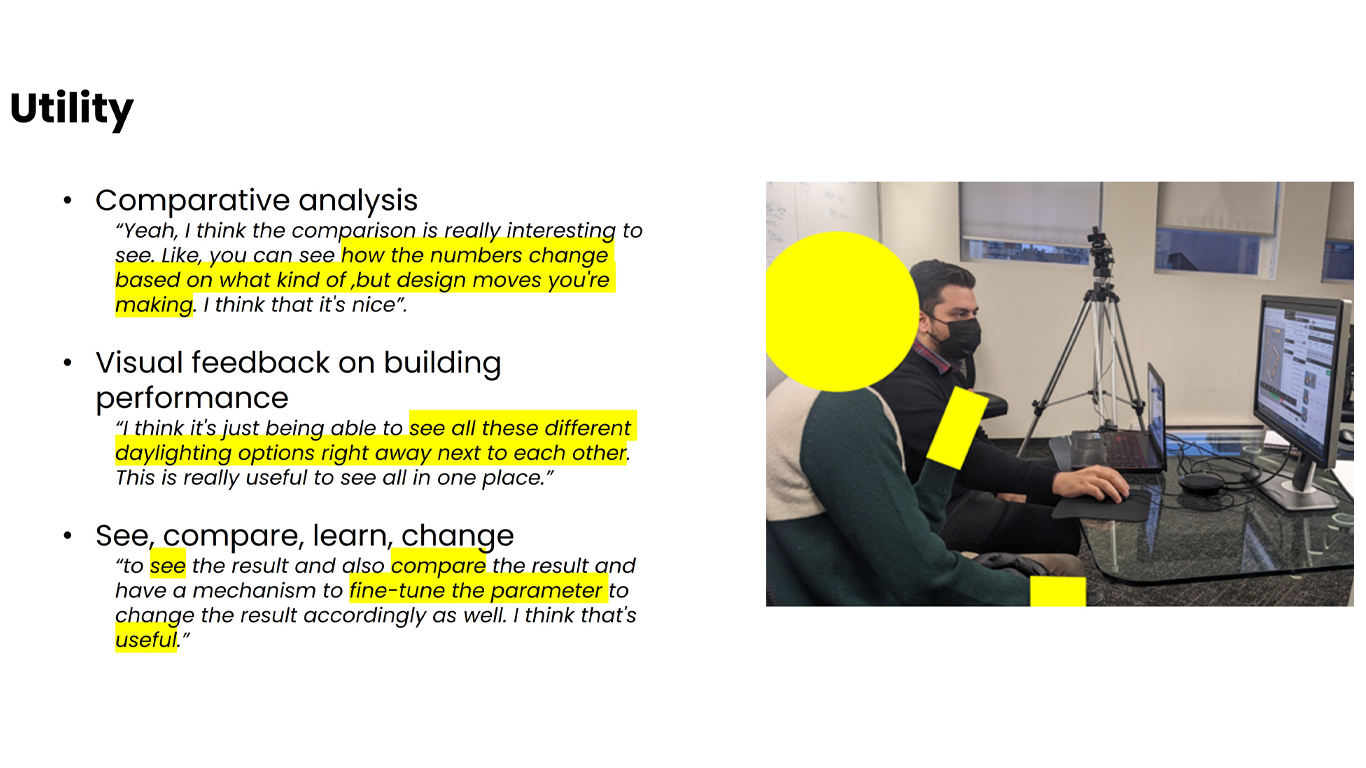 Utility
• Comparative analysis
“Yeah, I think the comparison is really interesting to
see. Like, you can see how the numbers change
based on what kind of ,but design moves you're
making. I think that it's nice”.
• Visual feedback on building
performance
“I think it's just being able to see all these different
daylighting options right away next to each other.
This is really useful to see all in one place.”
• See, compare, learn, change
“to see the result and also compare the result and
have a mechanism to fine-tune the parameter to
change the result accordingly as well. I think that's
useful.”